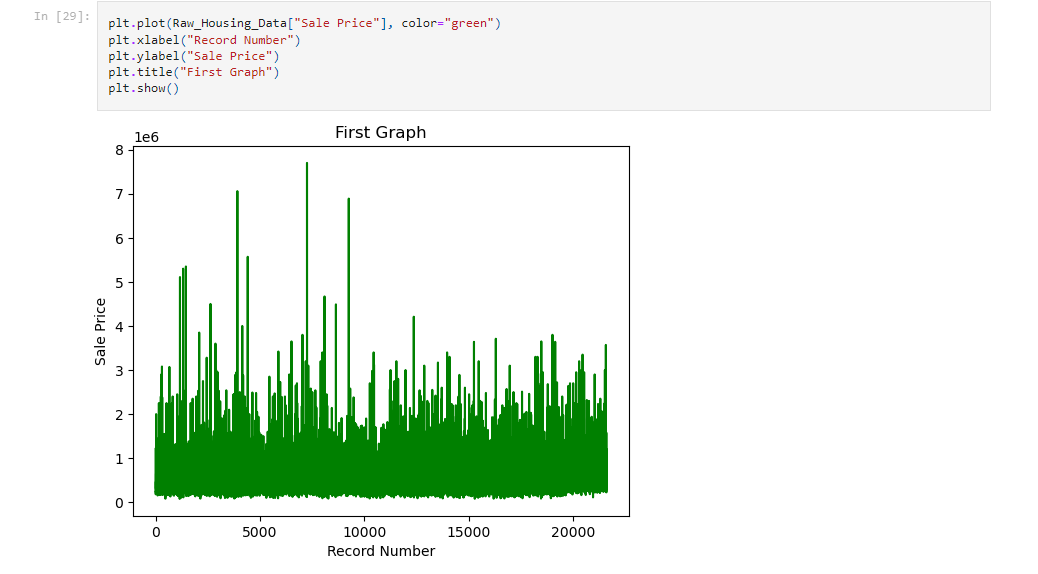 In [29]:
plt.plot(Raw_Housing_Data["Sale Price"], color="green")
plt.xlabel("Record Number")
plt.ylabel("Sale Price")
plt.title("First Graph")
plt.show()
First Graph
1e6
8
7
6
5
4
3
2
1
0
Sale Price
0 5000 10000 15000 20000
Record Number